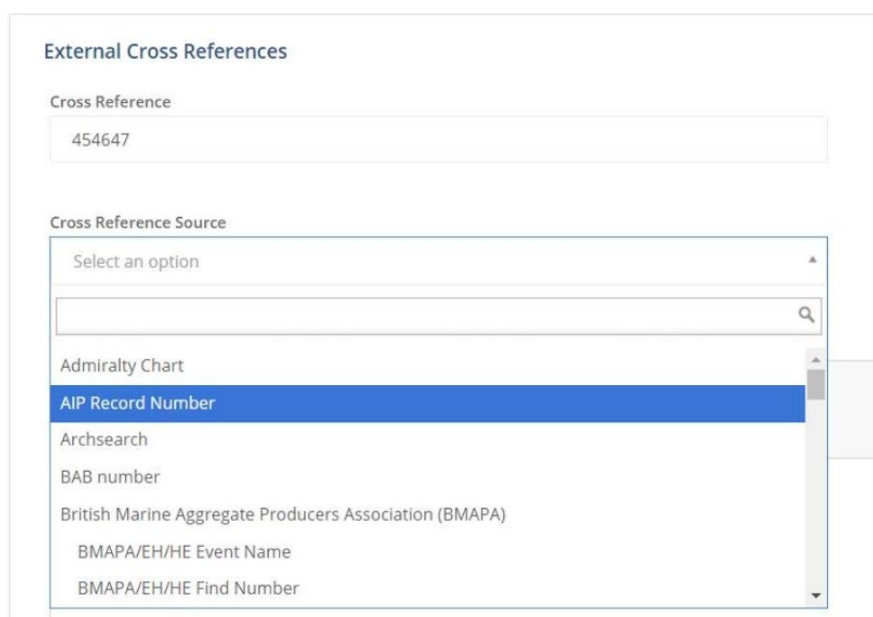 External Cross References
Cross Reference
454647
Cross Reference Source
Select an option
Admiralty Chart
AIP Record Number
Archsearch
BAB number
British Marine Aggregate Producers Association (BMAPA)
BMAPA/EH/HE Event Name
BMAPA/EH/HE Find Number